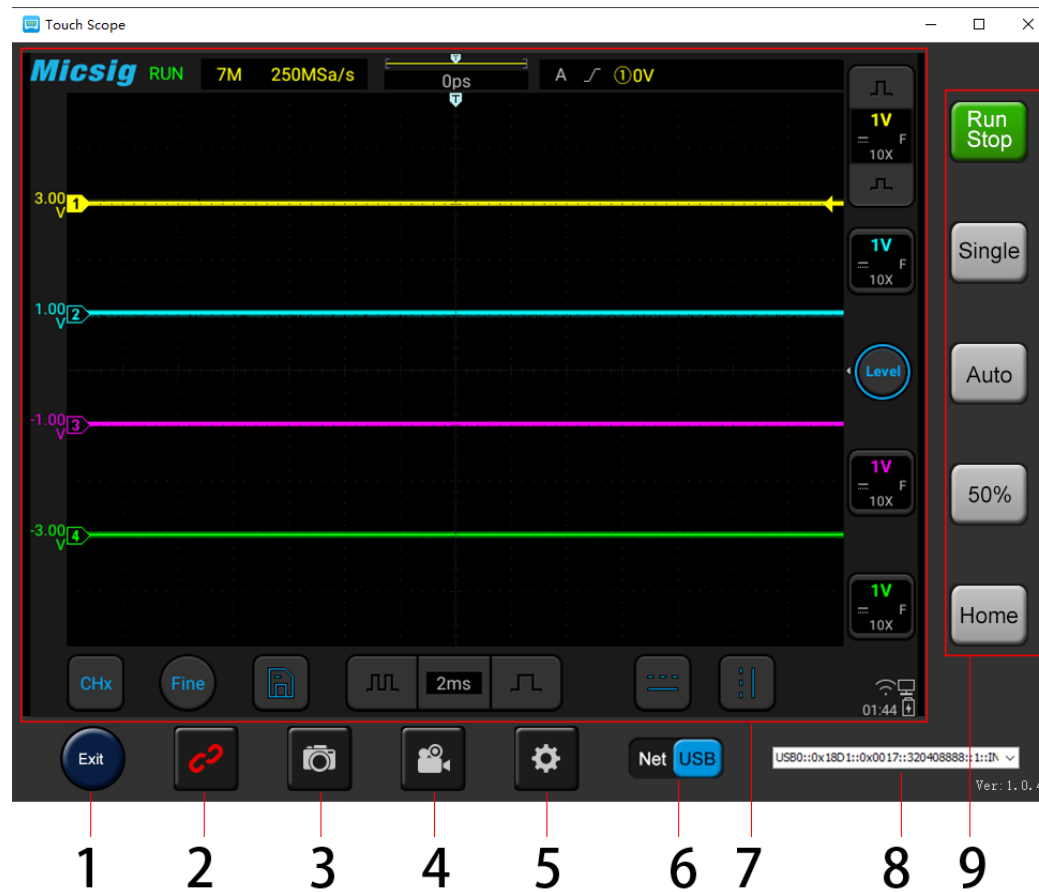 Touch Scope
Micsig RUN 7M 250MSa/s 0ps A ①0V
T
T
1V
F
10X
Run
Stop
3.00
V
1
1V
F
10X
Single
1.00
V
2
Level
Auto
-1.00
V
3
1V
F
10X
50%
-3.00
V
4
1V
F
10X
Home
CHx Fine 2ms
01:44
Exit Net USB USB0::0x18D1::0x0017::320408888::1::IN
Ver:1.0.4
1 2 3 4 5 6 7 8 9